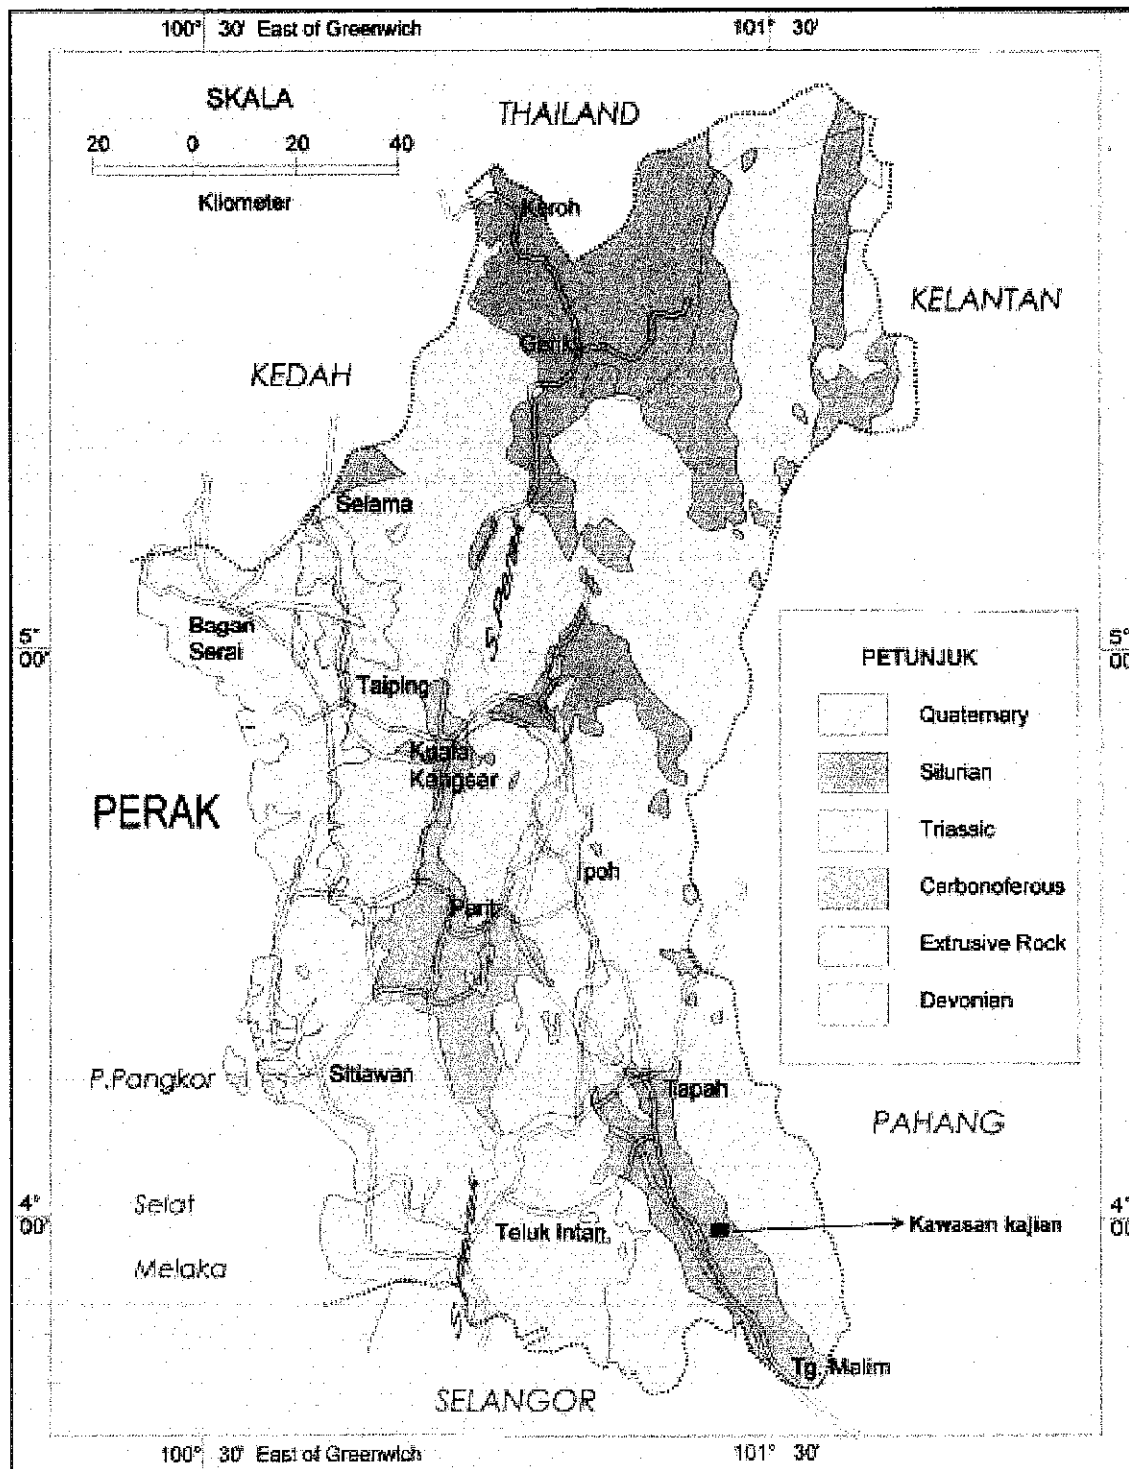 100° 30' East of Greenwich
101° 30'
SKALA
20 0 20 40
Kilometer
THAILAND
Keroh
KELANTAN
Gerik
KEDAH
Selama
Bagan
Serai
5°
00'
5°
00'
Taiping
Kuala
Kangsar
PERAK
Ipoh
Parit
PETUNJUK
Quaternary
Silurian
Triassic
Carbonoferous
Extrusive Rock
Devonian
P.Pangkor
Sitiawan
Tapah
PAHANG
4°
00'
4°
00'
Selat
Melaka
Teluk Intan
Kawasan kajian
Tg. Malim
SELANGOR
100° 30' East of Greenwich
101° 30'